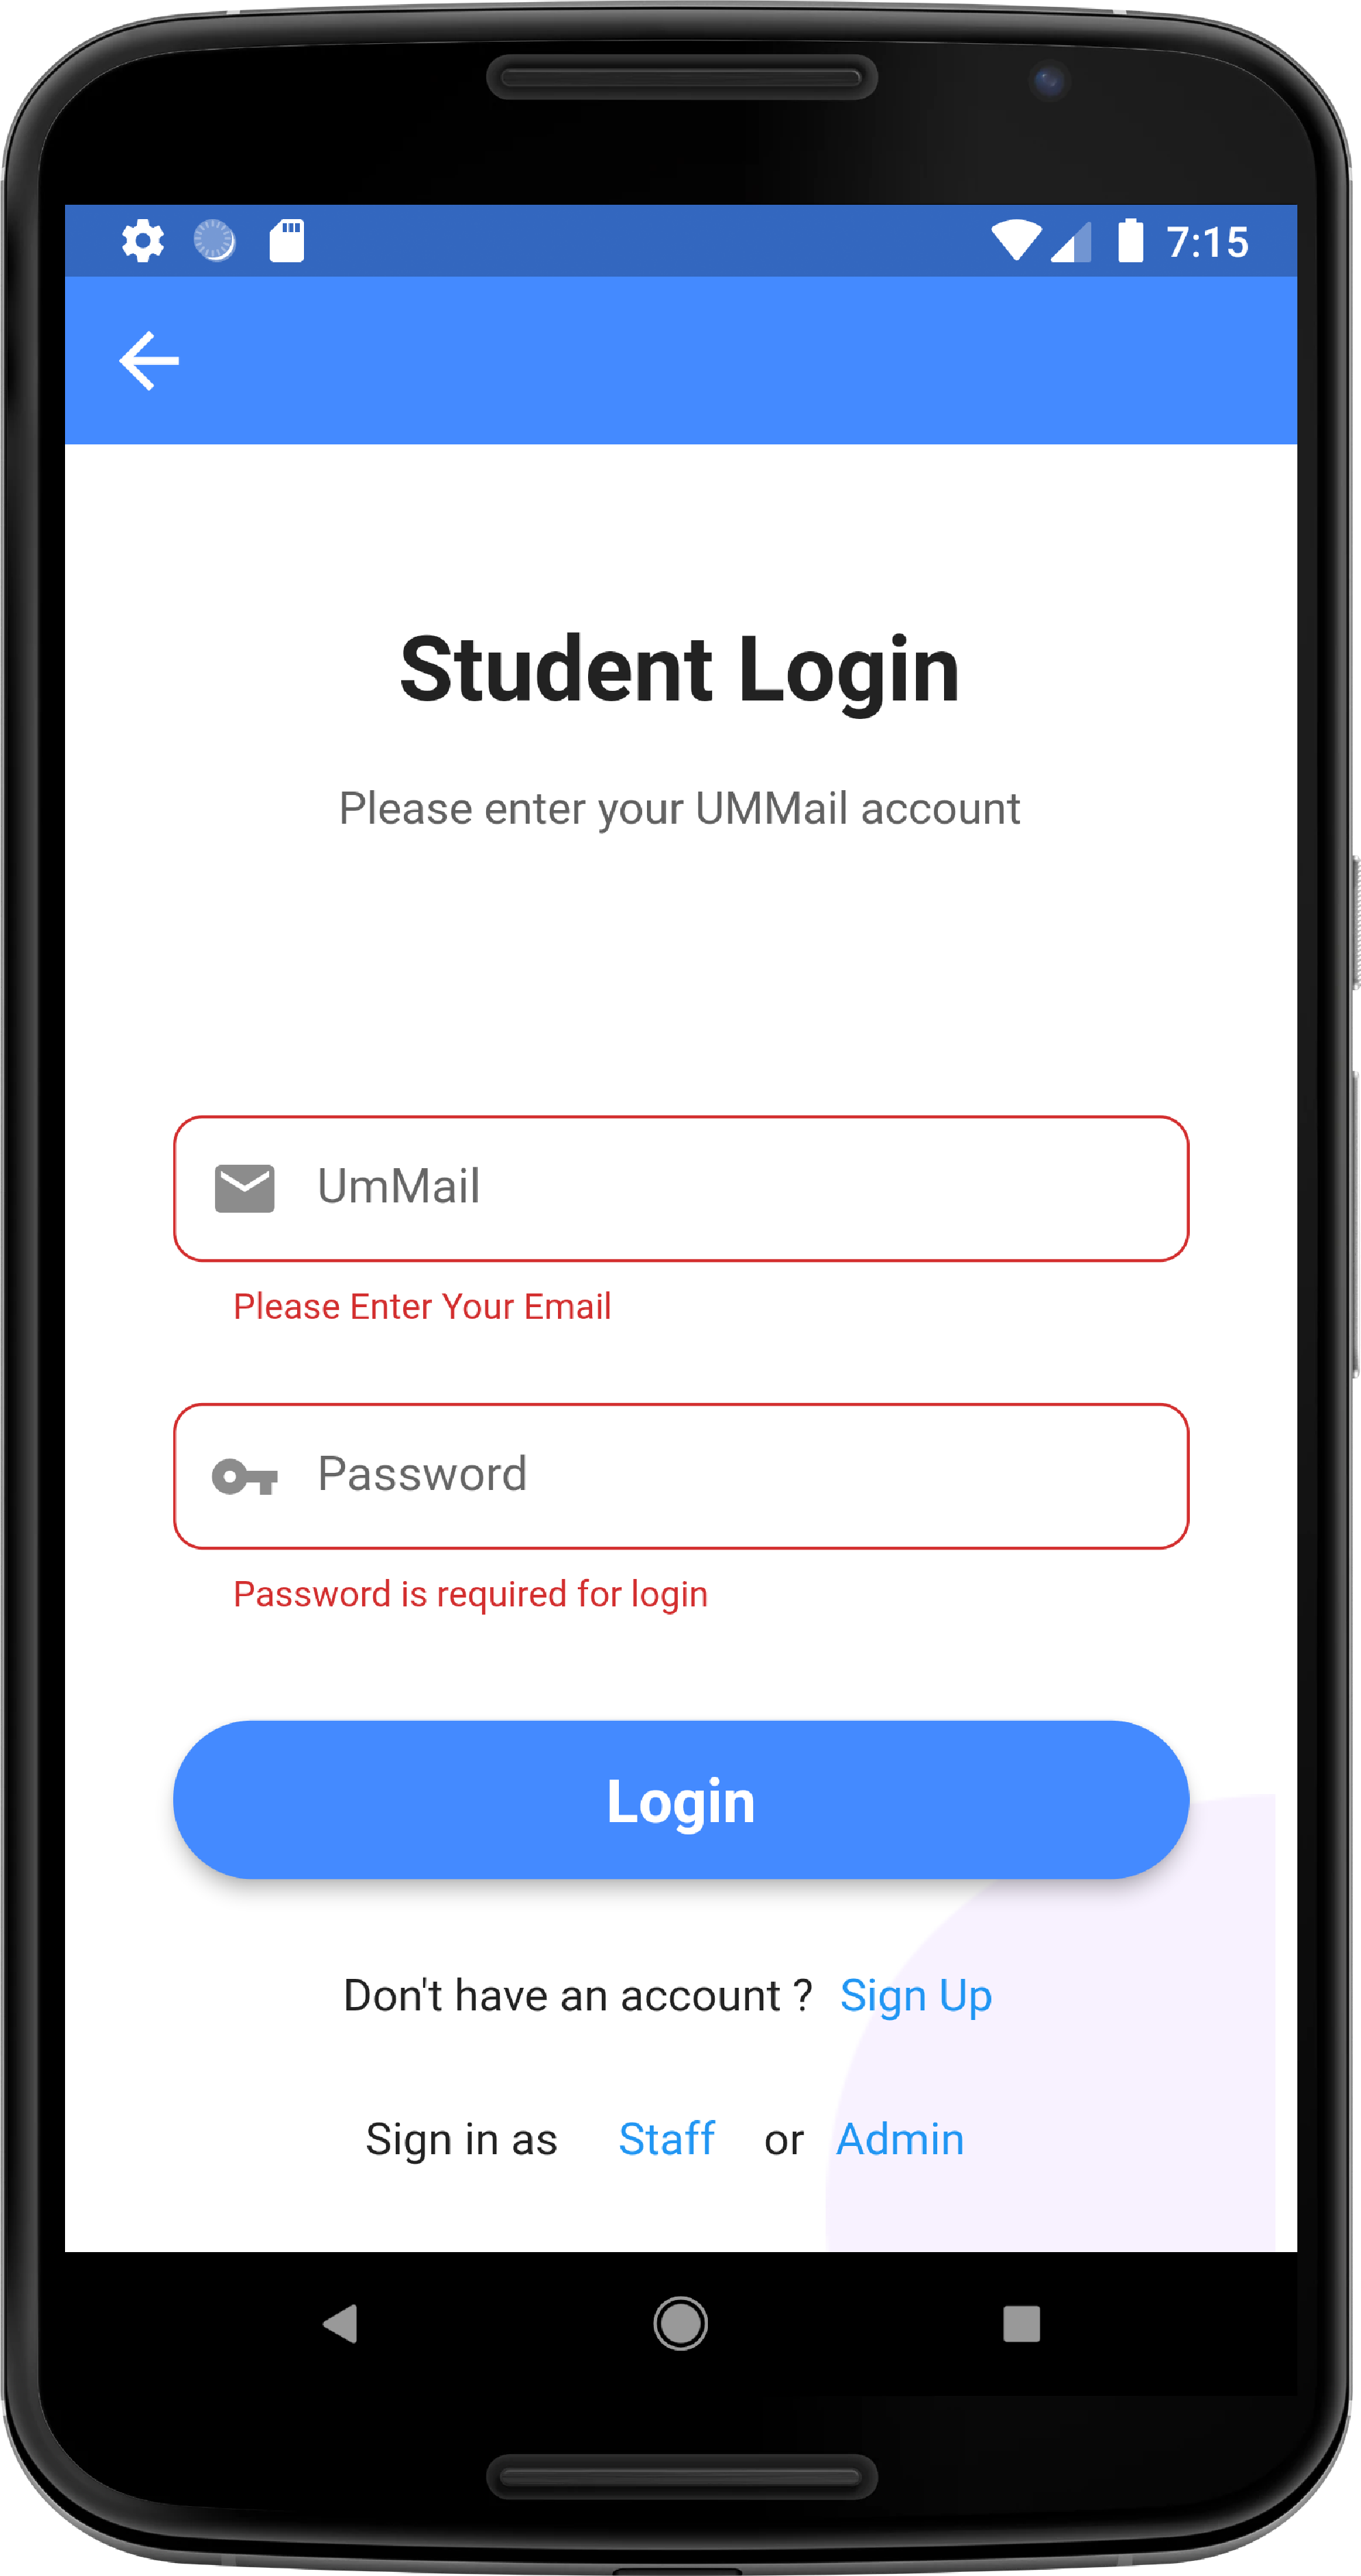 7:15
Student Login
Please enter your UMMail account
UmMail
Please Enter Your Email
Password
Password is required for login
Login
Don't have an account ? Sign Up
Sign in as Staff or Admin